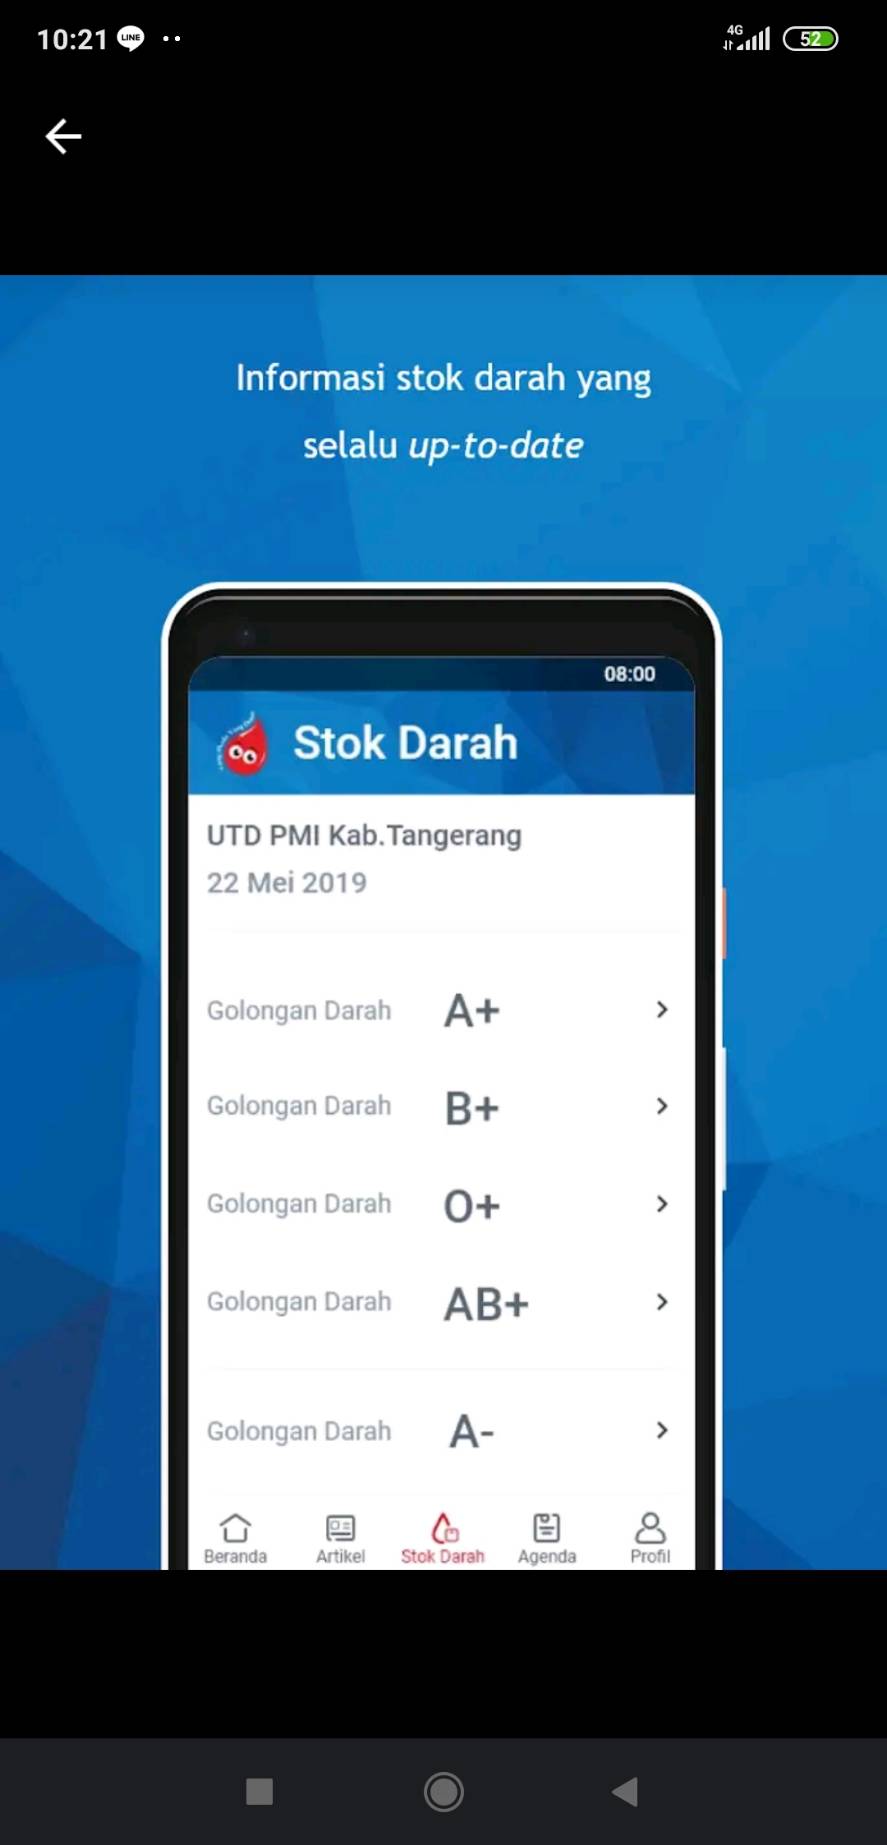 10:21 LINE
4G 52
Informasi stok darah yang
selalu up-to-date
08:00
Stok Darah
UTD PMI Kab.Tangerang
22 Mei 2019
Golongan Darah A+
Golongan Darah B+
Golongan Darah O+
Golongan Darah AB+
Golongan Darah A-
Beranda Artikel Stok Darah Agenda Profil